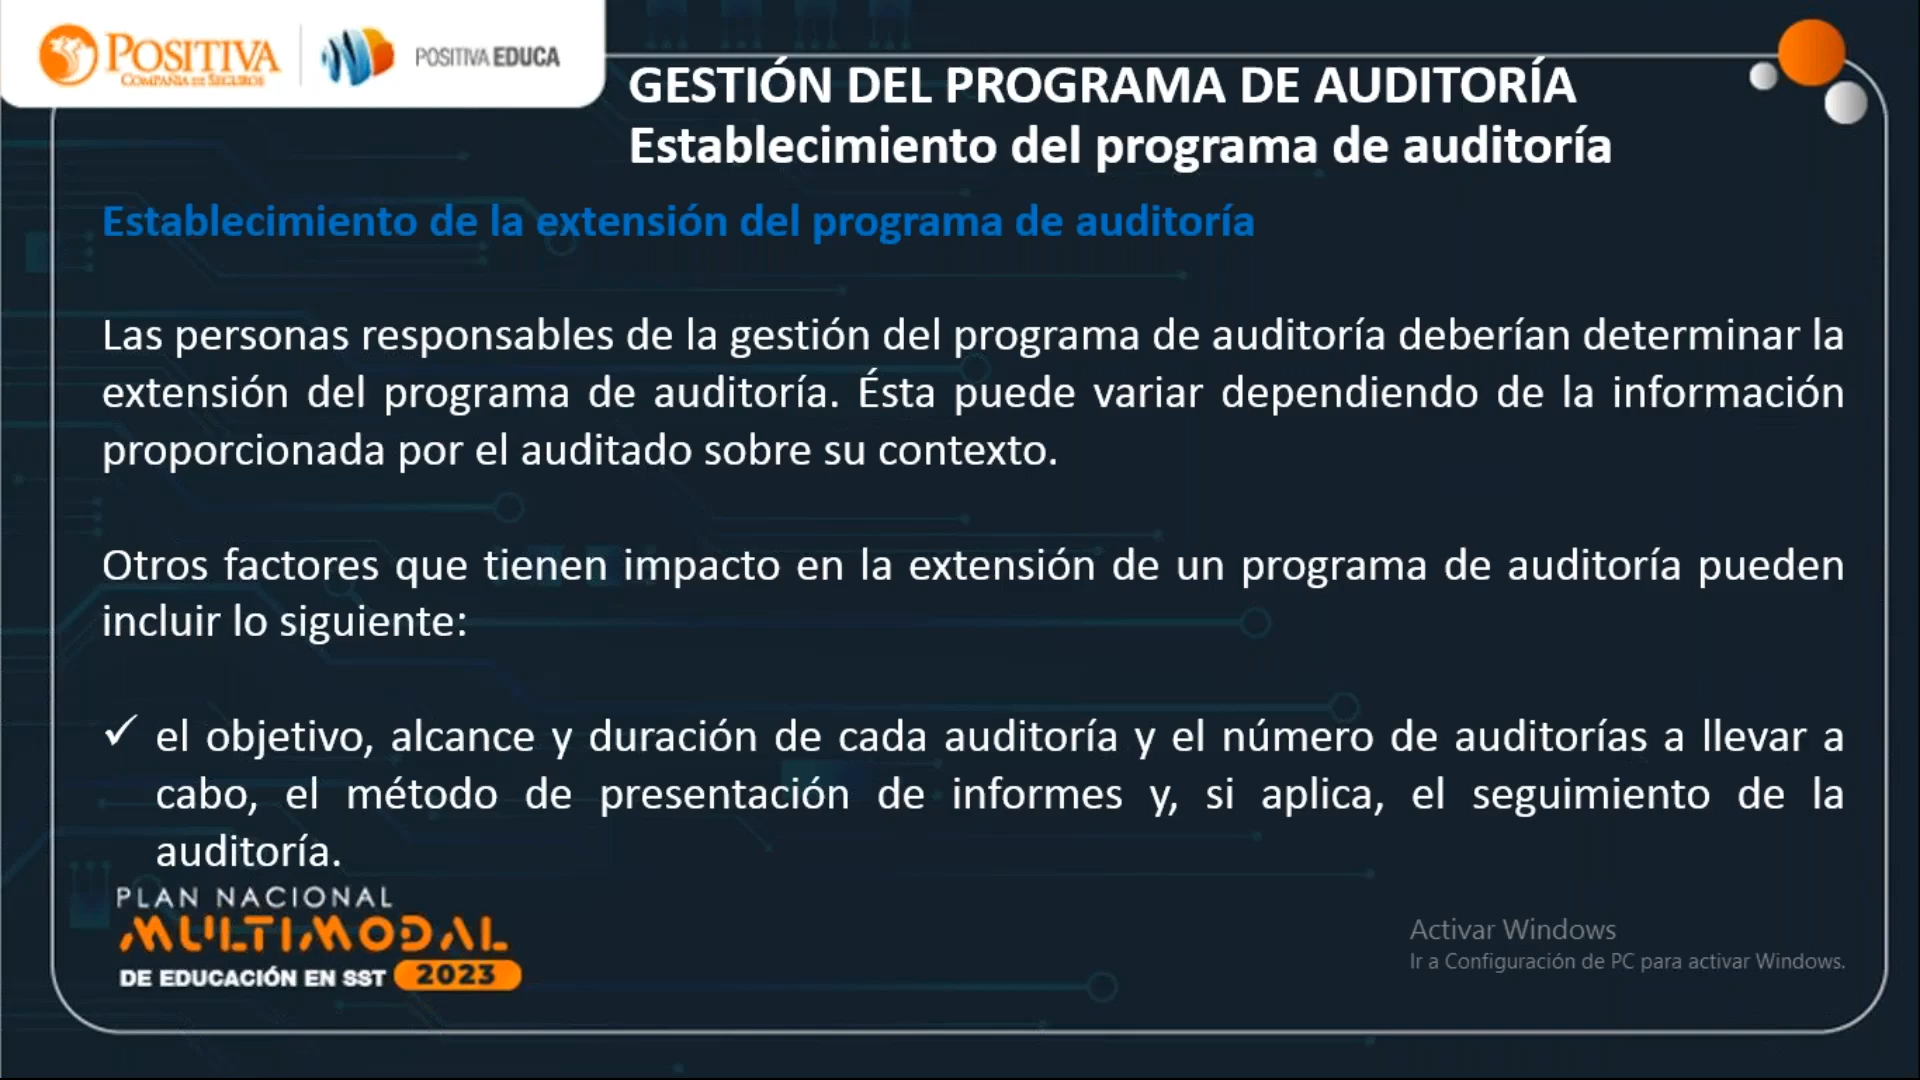 POSITIVA
COMPAÑÍA DE SEGUROS
POSITIVA EDUCA
GESTIÓN DEL PROGRAMA DE AUDITORÍA
Establecimiento del programa de auditoría
Establecimiento de la extensión del programa de auditoría
Las personas responsables de la gestión del programa de auditoría deberían determinar la
extensión del programa de auditoría. Ésta puede variar dependiendo de la información
proporcionada por el auditado sobre su contexto.
Otros factores que tienen impacto en la extensión de un programa de auditoría pueden
incluir lo siguiente:
✓ el objetivo, alcance y duración de cada auditoría y el número de auditorías a llevar a
cabo, el método de presentación de informes y, si aplica, el seguimiento de la
auditoría.
PLAN NACIONAL
MULTIMODAL
DE EDUCACIÓN EN SST 2023
Activar Windows
Ir a Configuración de PC para activar Windows.